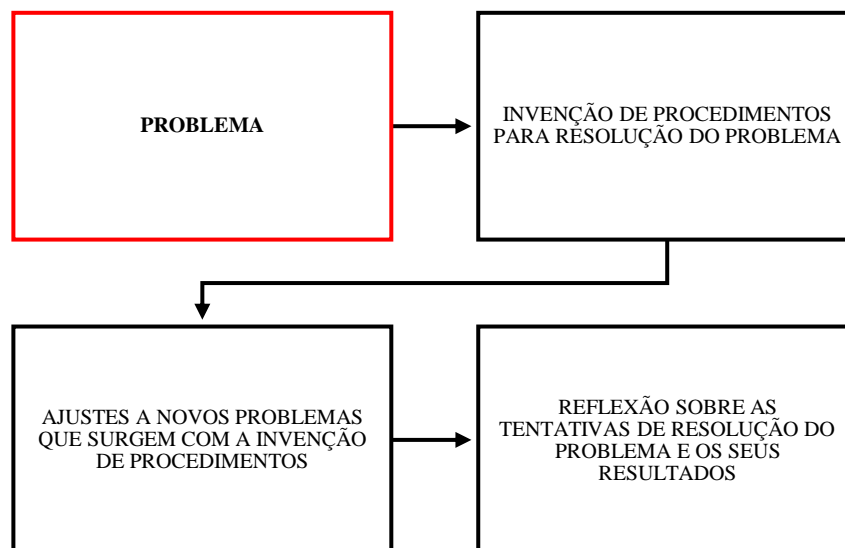 PROBLEMA
INVENÇÃO DE PROCEDIMENTOS
PARA RESOLUÇÃO DO PROBLEMA
AJUSTES A NOVOS PROBLEMAS
QUE SURGEM COM A INVENÇÃO
DE PROCEDIMENTOS
REFLEXÃO SOBRE AS
TENTATIVAS DE RESOLUÇÃO DO
PROBLEMA E OS SEUS
RESULTADOS